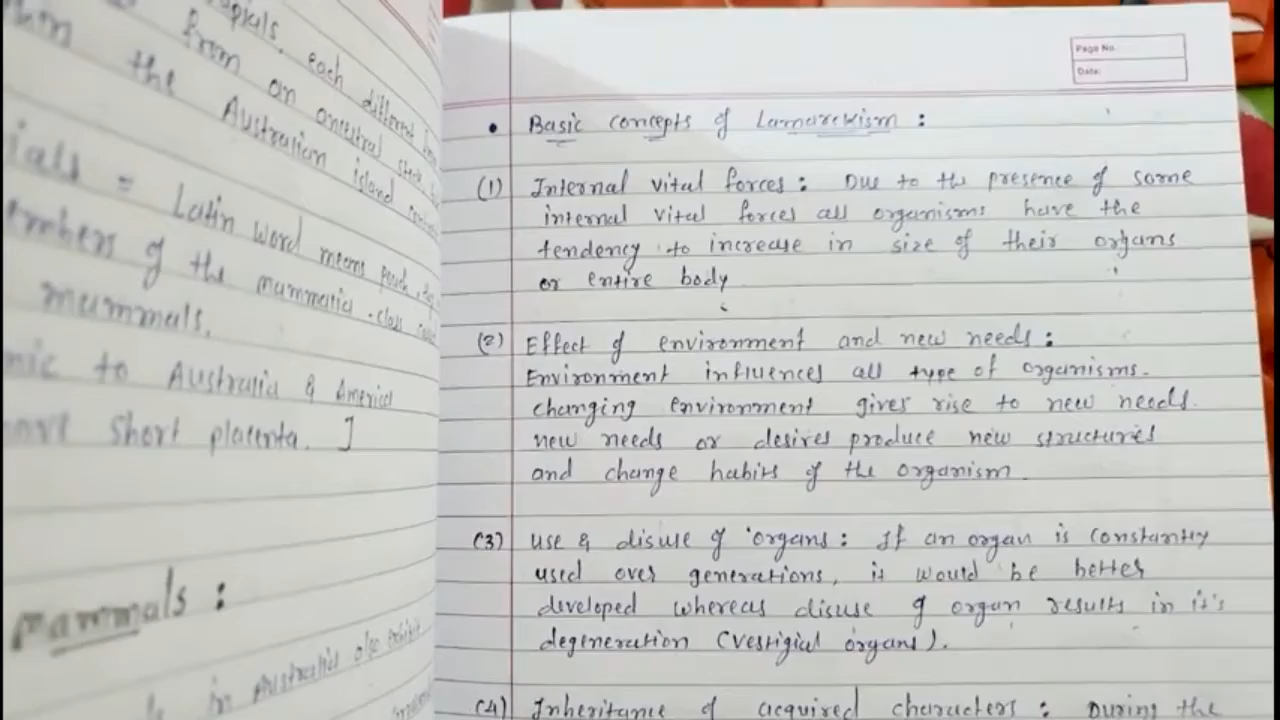 each different
from an ancestral
the Australian island
= Latin word means pouch
of the
mammals.
to Australia & America
short placenta. ]
mammals :
in Australia also exhibit
Page No.
Date:
• Basic concepts of Lamarckism :
(1) Internal vital forces : Due to the presence of some
internal vital forces all organisms have the
tendency to increase in size of their organs
or entire body
(2) Effect of environment and new needs :
Environment influences all type of organisms.
changing environment gives rise to new needs.
new needs or desires produce new structures
and change habits of the organism.
(3) Use & disuse of organs : If an organ is constantly
used over generations, it would be better
developed whereas disuse of organ results in it's
degeneration (vestigial organs).
(4) Inheritance of acquired characters : During the